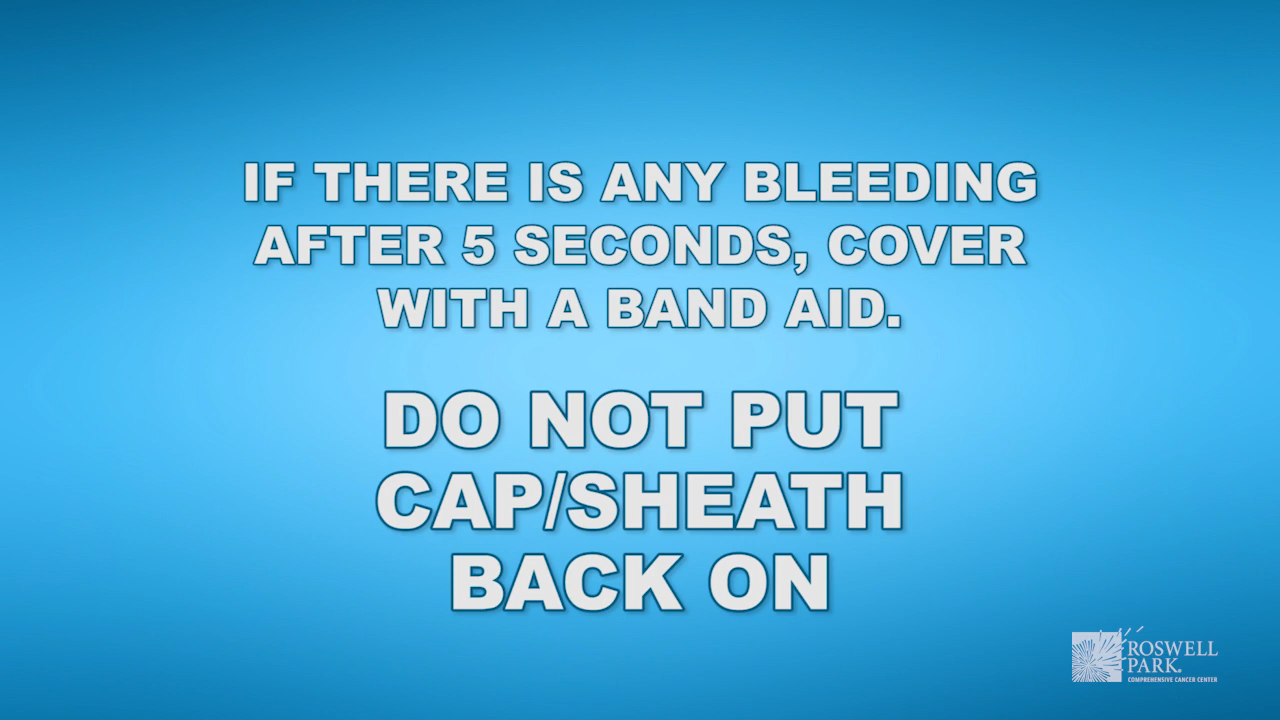 IF THERE IS ANY BLEEDING
AFTER 5 SECONDS, COVER
WITH A BAND AID.
DO NOT PUT
CAP/SHEATH
BACK ON
ROSWELL
PARK®
COMPREHENSIVE CANCER CENTER